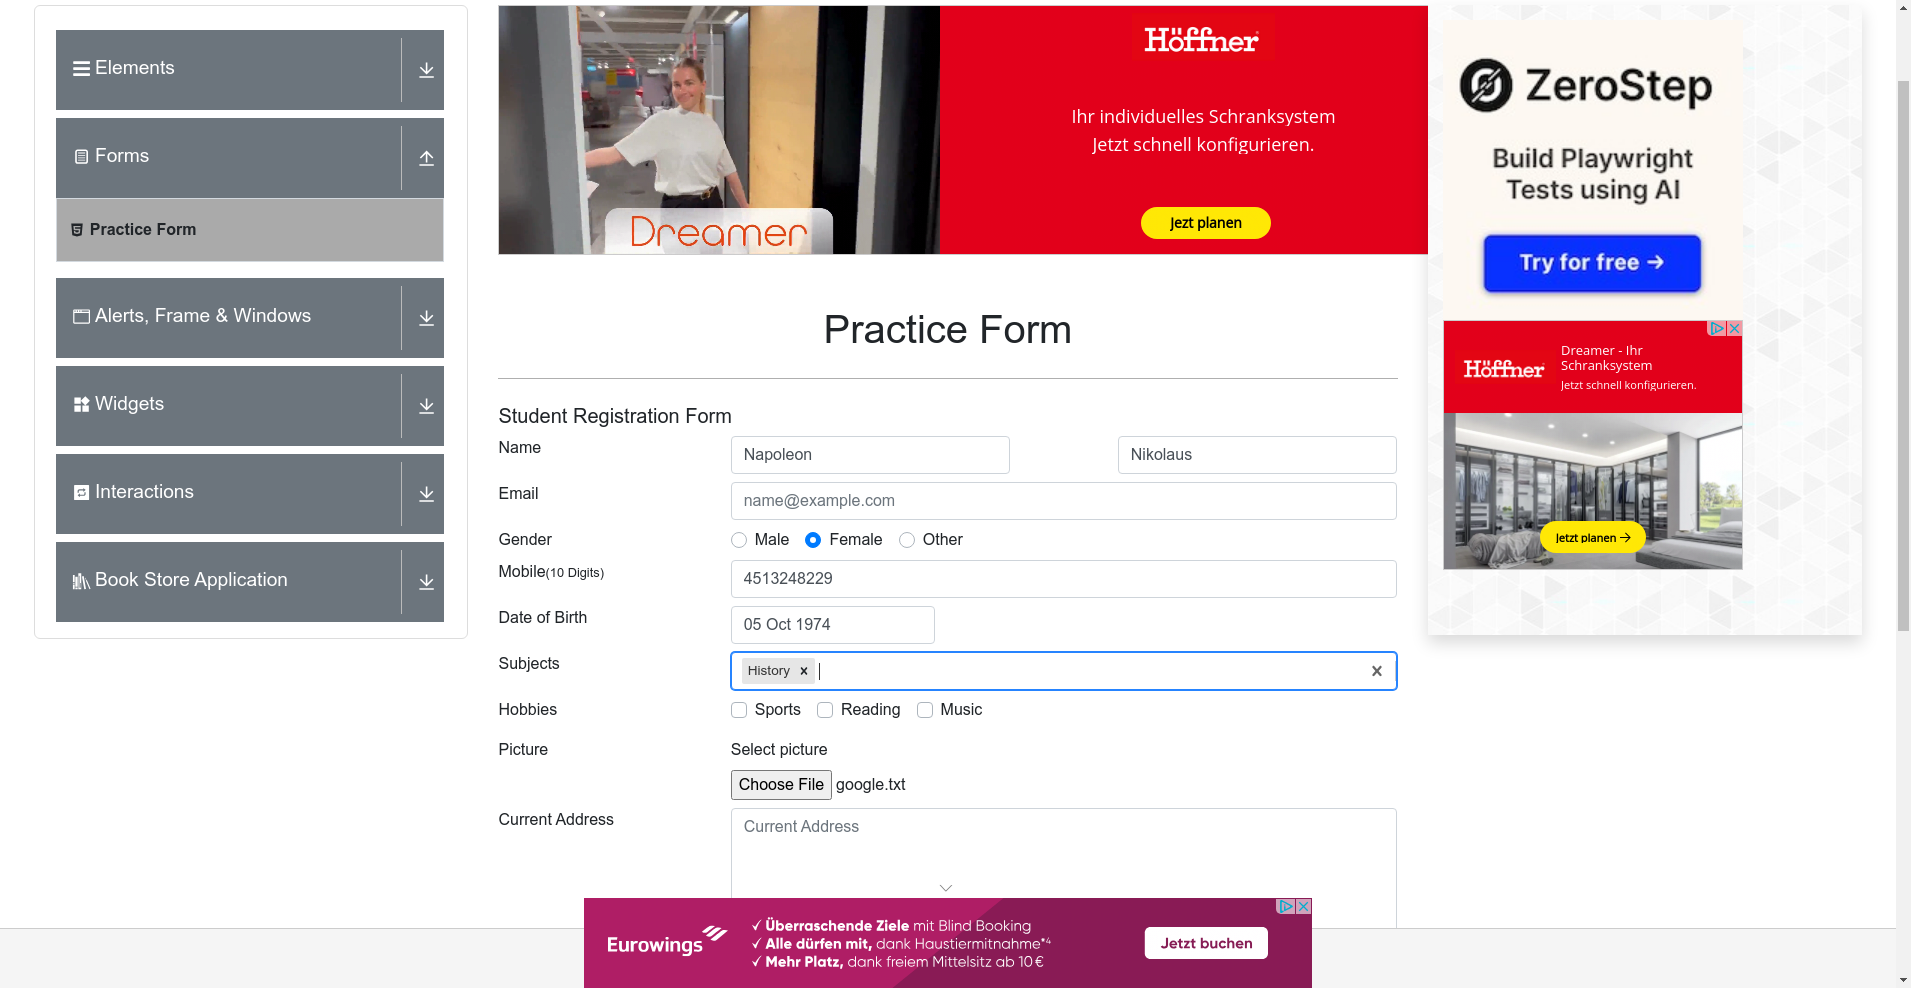 Elements
Forms
Practice Form
Alerts, Frame & Windows
Widgets
Interactions
Book Store Application
Dreamer
Höffner
Ihr individuelles Schranksystem
Jetzt schnell konfigurieren.
Jezt planen
ZeroStep
Build Playwright
Tests using AI
Try for free →
Höffner
Dreamer - Ihr
Schranksystem
Jetzt schnell konfigurieren.
Jetzt planen →
Practice Form
Student Registration Form
Name
Napoleon
Nikolaus
Email
name@example.com
Gender
Male
Female
Other
Mobile(10 Digits)
4513248229
Date of Birth
05 Oct 1974
Subjects
History
Hobbies
Sports
Reading
Music
Picture
Select picture
Choose File google.txt
Current Address
Current Address
Eurowings
✓ Überraschende Ziele mit Blind Booking
✓ Alle dürfen mit, dank Haustiermitnahme*⁴
✓ Mehr Platz, dank freiem Mittelsitz ab 10 €
Jetzt buchen